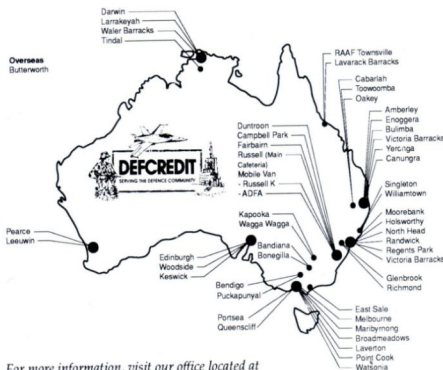 Darwin
Larrakeyah
Waler Barracks
Tindal
Overseas
Butterworth
RAAF Townsville
Lavarack Barracks
Cabarlah
Toowoomba
Oakey
Amberley
Enoggera
Bulimba
Victoria Barracks
Yeronga
Canungra
Duntroon
Campbell Park
Fairbairn
Russell (Main
Cafeteria)
Mobile Van
- Russell K
- ADFA
DEFCREDIT
SERVING THE DEFENCE COMMUNITY
Singleton
Williamtown
Kapooka
Wagga Wagga
Moorebank
Holsworthy
North Head
Randwick
Regents Park
Victoria Barracks
Pearce
Leeuwin
Edinburgh
Woodside
Keswick
Bandiana
Bonegilla
Bendigo
Puckapunyal
Glenbrook
Richmond
Ponsea
Queenscliff
East Sale
Melbourne
Maribyrnong
Broadmeadows
Laverton
Point Cook
Watsonia
For more information, visit our office located at